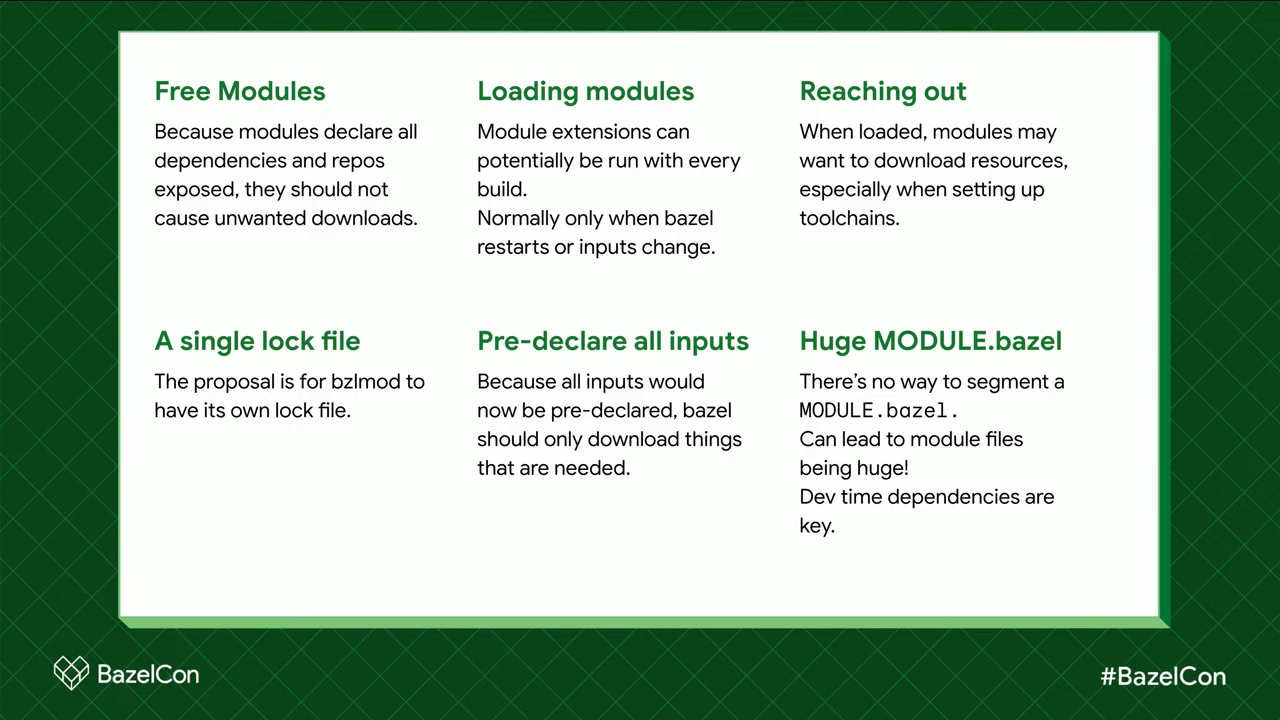 Free Modules
Because modules declare all
dependencies and repos
exposed, they should not
cause unwanted downloads.
Loading modules
Module extensions can
potentially be run with every
build.
Normally only when bazel
restarts or inputs change.
Reaching out
When loaded, modules may
want to download resources,
especially when setting up
toolchains.
A single lock file
The proposal is for bzlmod to
have its own lock file.
Pre-declare all inputs
Because all inputs would
now be pre-declared, bazel
should only download things
that are needed.
Huge MODULE.bazel
There’s no way to segment a
MODULE.bazel.
Can lead to module files
being huge!
Dev time dependencies are
key.
BazelCon
#BazelCon